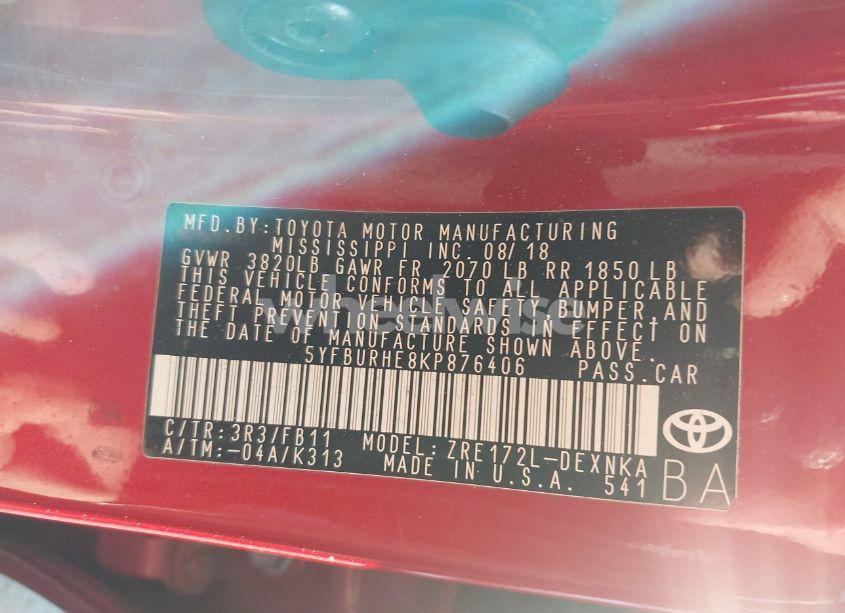 MFD. BY: TOYOTA MOTOR MANUFACTURING
MISSISSIPPI INC. 08/18
GVWR 3820LB GAWR FR 2070 LB RR 1850 LB
THIS VEHICLE CONFORMS TO ALL APPLICABLE
FEDERAL MOTOR VEHICLE SAFETY, BUMPER, AND
THEFT PREVENTION STANDARDS IN EFFECT ON
THE DATE OF MANUFACTURE SHOWN ABOVE.
5YFBURHE8KP876406 PASS. CAR
C/TR: 3R3/FB11 MODEL: ZRE172L-DEXNKA
A/TM: -04A/K313 MADE IN U.S.A. 541
BA
wheelwise